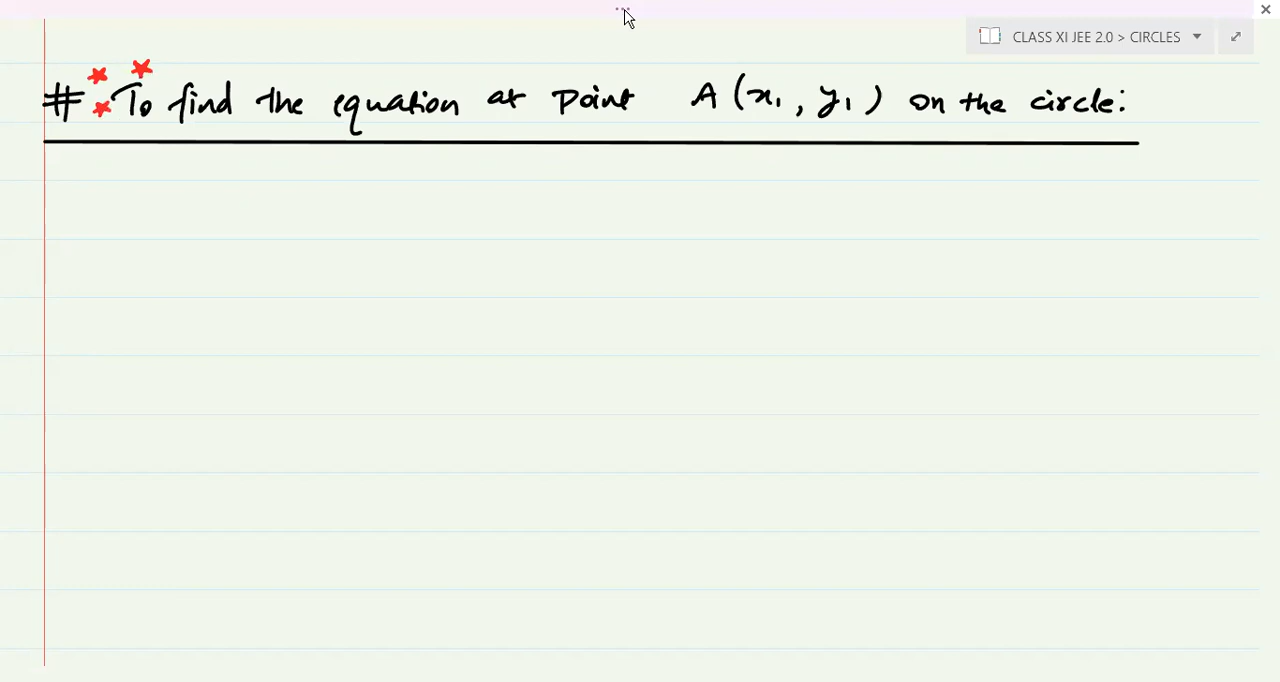 CLASS XI JEE 2.0 > CIRCLES
# To find the equation at point A (x₁, y₁) on the circle: